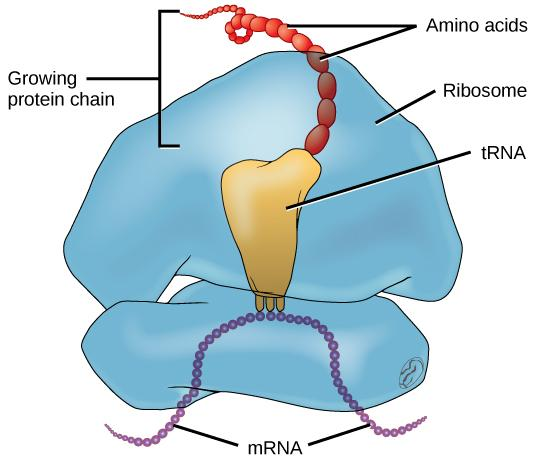 Amino acids
Growing
protein chain
Ribosome
tRNA
mRNA